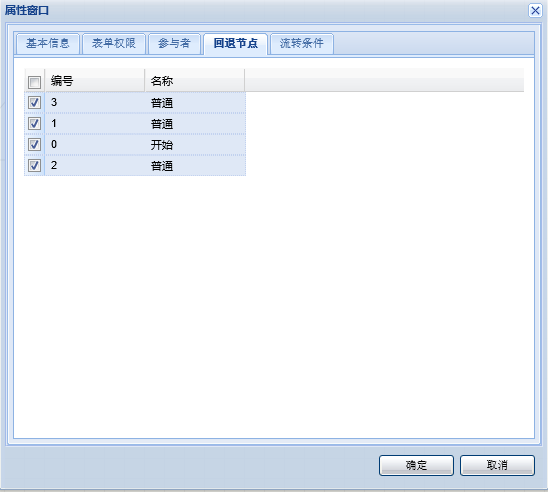 属性窗口
基本信息 表单权限 参与者 回退节点 流转条件
编号 名称
3 普通
1 普通
0 开始
2 普通
确定 取消